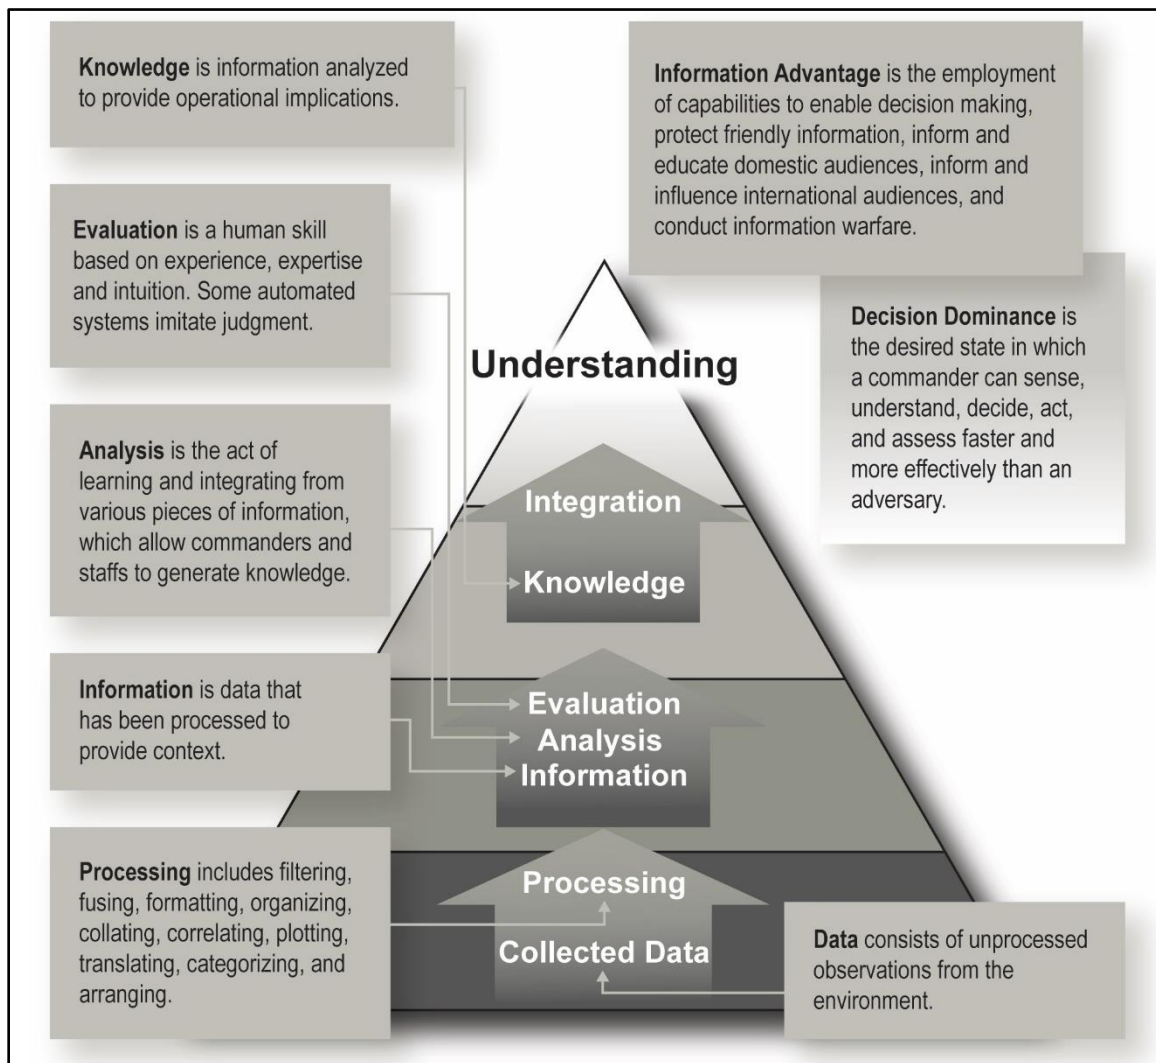 Knowledge is information analyzed
to provide operational implications.
Evaluation is a human skill
based on experience, expertise
and intuition. Some automated
systems imitate judgment.
Analysis is the act of
learning and integrating from
various pieces of information,
which allow commanders and
staffs to generate knowledge.
Information is data that
has been processed to
provide context.
Processing includes filtering,
fusing, formatting, organizing,
collating, correlating, plotting,
translating, categorizing, and
arranging.
Information Advantage is the employment
of capabilities to enable decision making,
protect friendly information, inform and
educate domestic audiences, inform and
influence international audiences, and
conduct information warfare.
Decision Dominance is
the desired state in which
a commander can sense,
understand, decide, act,
and assess faster and
more effectively than an
adversary.
Understanding
Integration
Knowledge
Evaluation
Analysis
Information
Processing
Collected Data
Data consists of unprocessed
observations from the
environment.